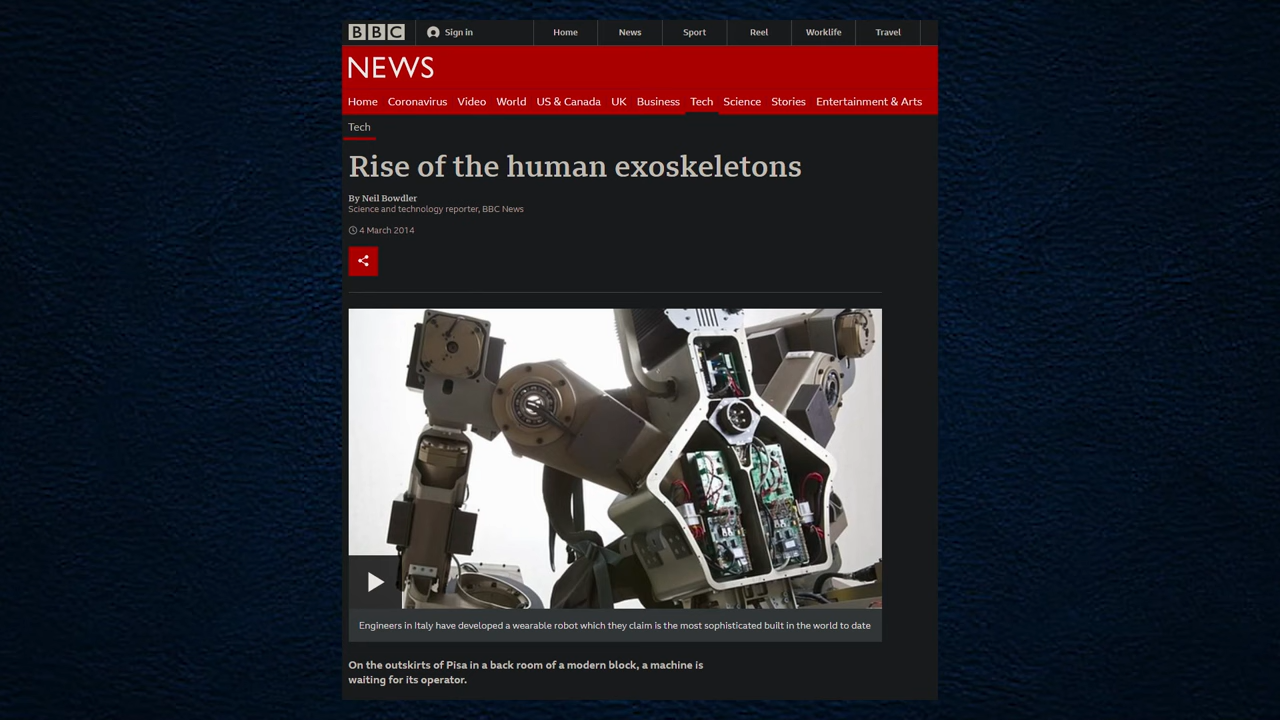 BBC Sign in Home News Sport Reel Worklife Travel
NEWS
Home Coronavirus Video World US & Canada UK Business Tech Science Stories Entertainment & Arts
Tech
Rise of the human exoskeletons
By Neil Bowdler
Science and technology reporter, BBC News
4 March 2014
Engineers in Italy have developed a wearable robot which they claim is the most sophisticated built in the world to date
On the outskirts of Pisa in a back room of a modern block, a machine is
waiting for its operator.